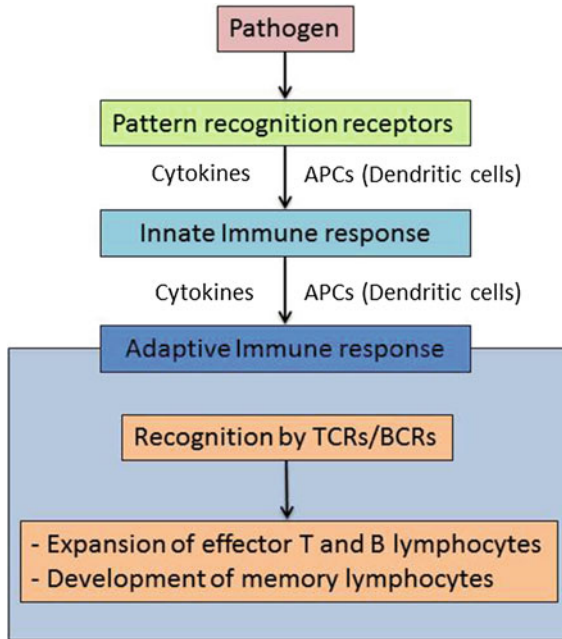 Pathogen
Pattern recognition receptors
Cytokines APCs (Dendritic cells)
Innate Immune response
Cytokines APCs (Dendritic cells)
Adaptive Immune response
Recognition by TCRs/BCRs
- Expansion of effector T and B lymphocytes
- Development of memory lymphocytes